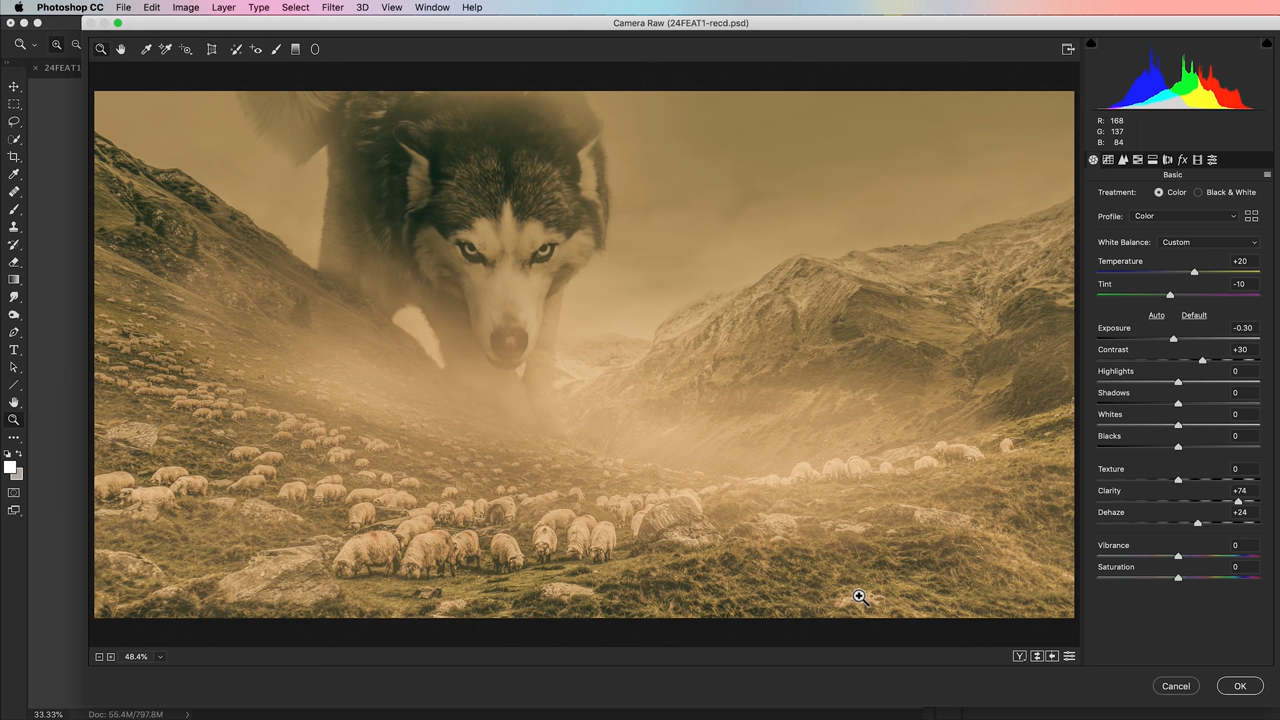 Photoshop CC File Edit Image Layer Type Select Filter 3D View Window Help
Camera Raw (24FEAT1-recd.psd)
24FEAT1
R: 168
G: 137
B: 84
fx
Basic
Treatment: Color Black & White
Profile: Color
White Balance: Custom
Temperature +20
Tint -10
Auto Default
Exposure -0.30
Contrast +30
Highlights 0
Shadows 0
Whites 0
Blacks 0
Texture 0
Clarity +74
Dehaze +24
Vibrance 0
Saturation 0
48.4%
Y
Cancel OK
33.33% Doc: 55.4M/797.8M